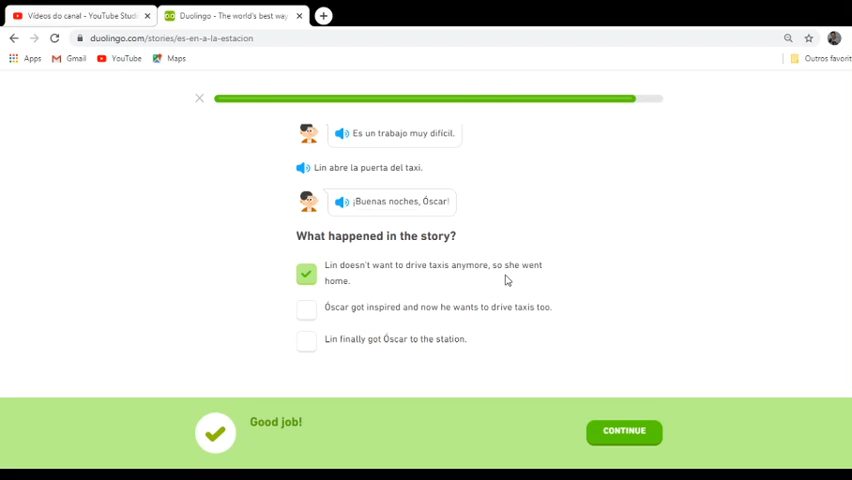 Vídeos do canal - YouTube Stud
Duolingo - The world's best way
duolingo.com/stories/es-en-a-la-estacion
Apps
Gmail
YouTube
Maps
Outros favorit
Es un trabajo muy difícil.
Lin abre la puerta del taxi.
¡Buenas noches, Óscar!
What happened in the story?
Lin doesn't want to drive taxis anymore, so she went
home.
Óscar got inspired and now he wants to drive taxis too.
Lin finally got Óscar to the station.
Good job!
CONTINUE